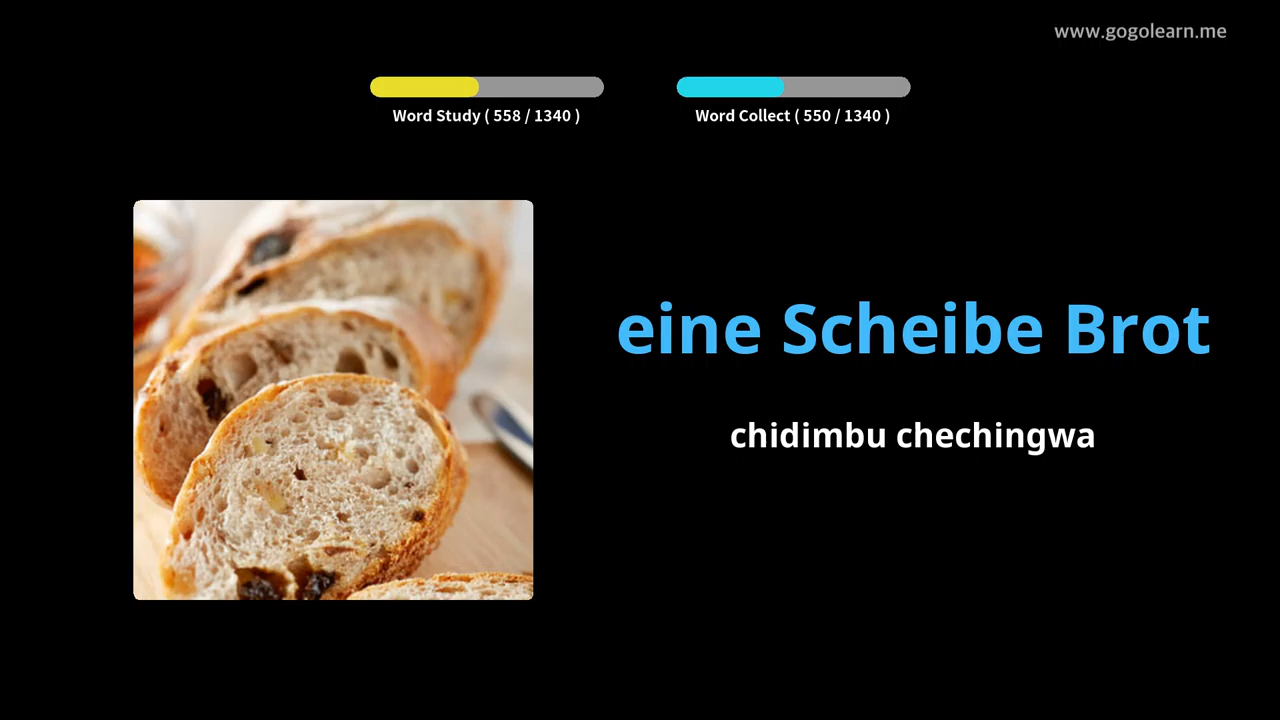 www.gogolearn.me
Word Study ( 558 / 1340 )
Word Collect ( 550 / 1340 )
eine Scheibe Brot
chidimbu chechingwa